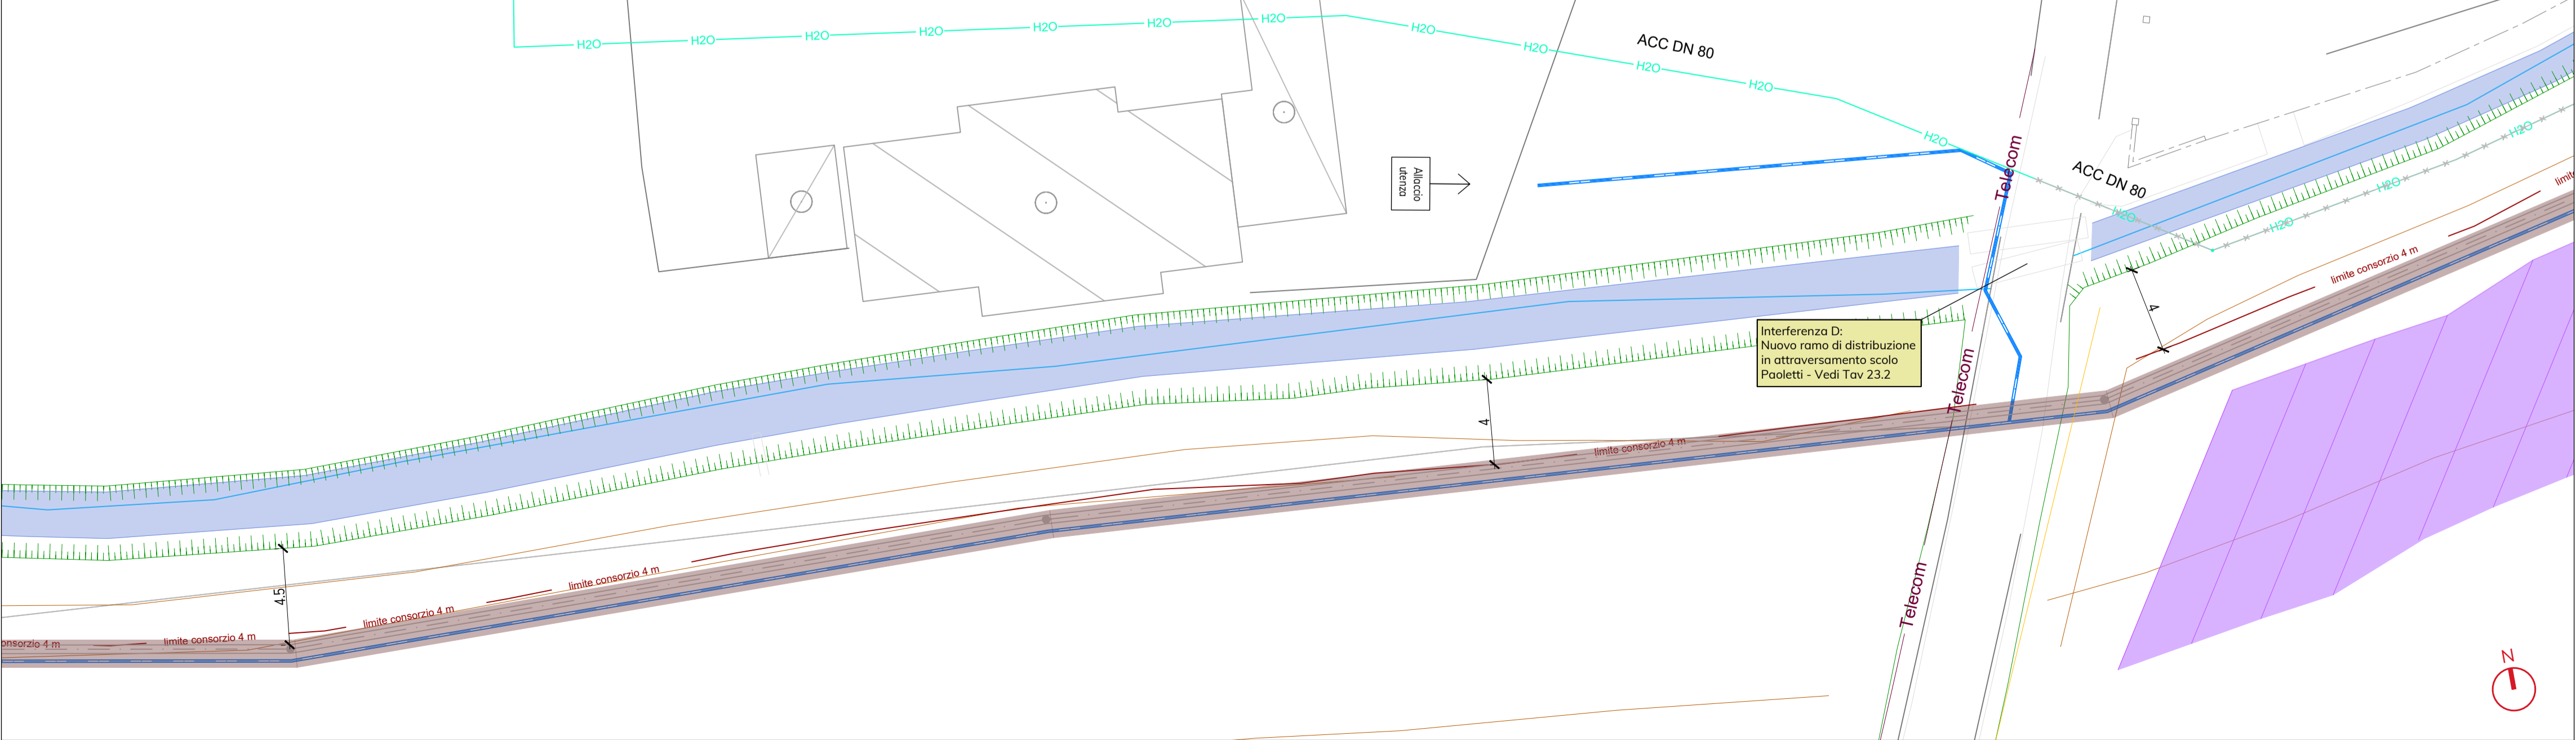 H2O H2O H2O H2O H2O H2O H2O H2O H2O H2O H2O
ACC DN 80
H2O
Telecom
ACC DN 80
H2O
H2O
H2O
H2O
Allaccio
utenza
limite consorzio 4 m
4
Interferenza D:
Nuovo ramo di distribuzione
in attraversamento scolo
Paoletti - Vedi Tav 23.2
Telecom
4
limite consorzio 4 m
4.5
limite consorzio 4 m
limite consorzio 4 m
limite consorzio 4 m
onsorzio 4 m
Telecom
limit
N